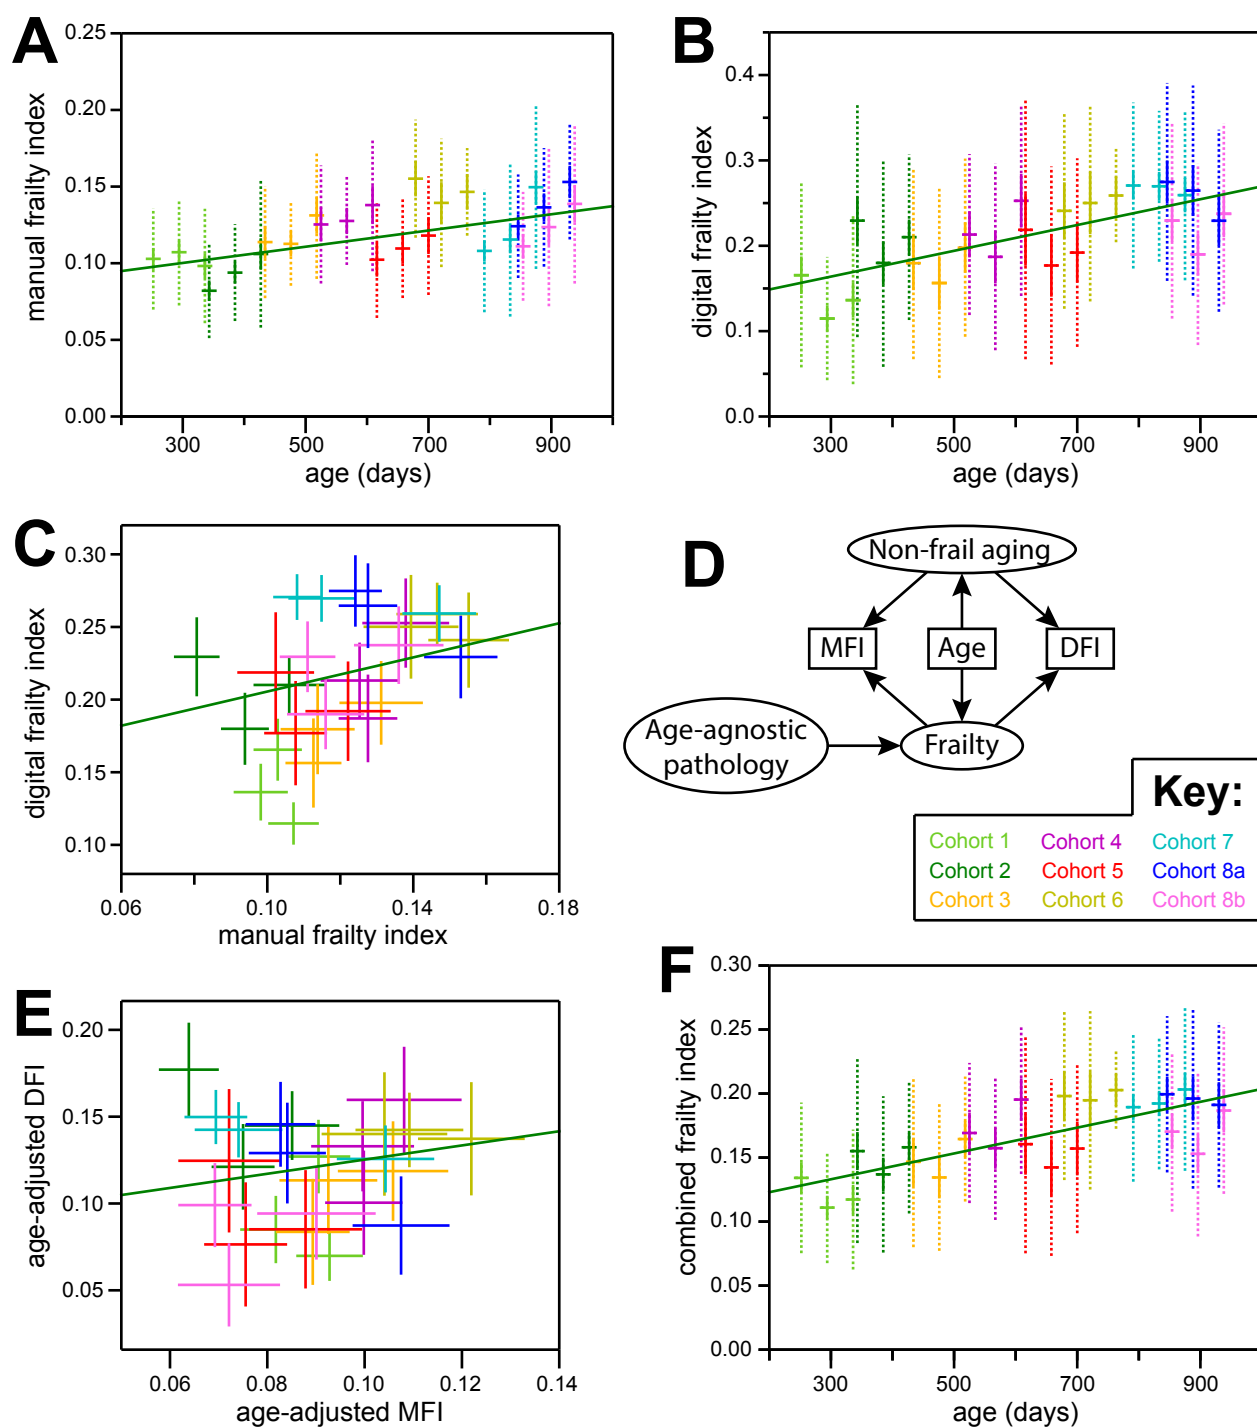 A
manual frailty index
0.25
0.20
0.15
0.10
0.05
0.00
300
500
700
900
age (days)
B
digital frailty index
0.4
0.3
0.2
0.1
0.0
300
500
700
900
age (days)
C
digital frailty index
0.30
0.25
0.20
0.15
0.10
0.06
0.10
0.14
0.18
manual frailty index
D
Non-frail aging
MFI
Age
DFI
Age-agnostic
pathology
Frailty
Key:
Cohort 1
Cohort 4
Cohort 7
Cohort 2
Cohort 5
Cohort 8a
Cohort 3
Cohort 6
Cohort 8b
E
age-adjusted DFI
0.20
0.15
0.10
0.05
0.06
0.08
0.10
0.12
0.14
age-adjusted MFI
F
combined frailty index
0.30
0.25
0.20
0.15
0.10
0.05
0.00
300
500
700
900
age (days)